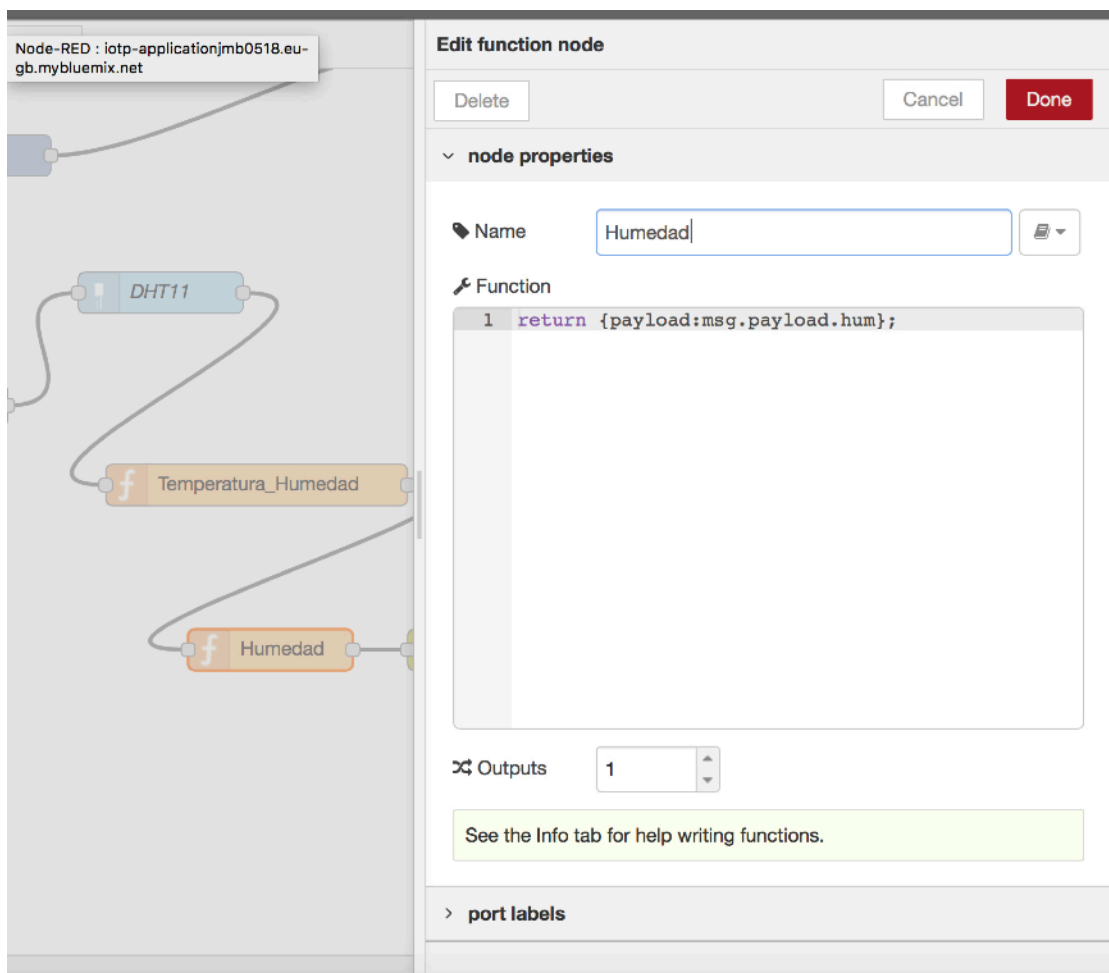 Node-RED : iotp-applicationjmb0518.eu-
gb.mybluemix.net
DHT11
Temperatura_Humedad
Humedad
Edit function node
Delete
Cancel
Done
node properties
Name
Humedad
Function
1 return {payload:msg.payload.hum};
Outputs
1
See the Info tab for help writing functions.
port labels